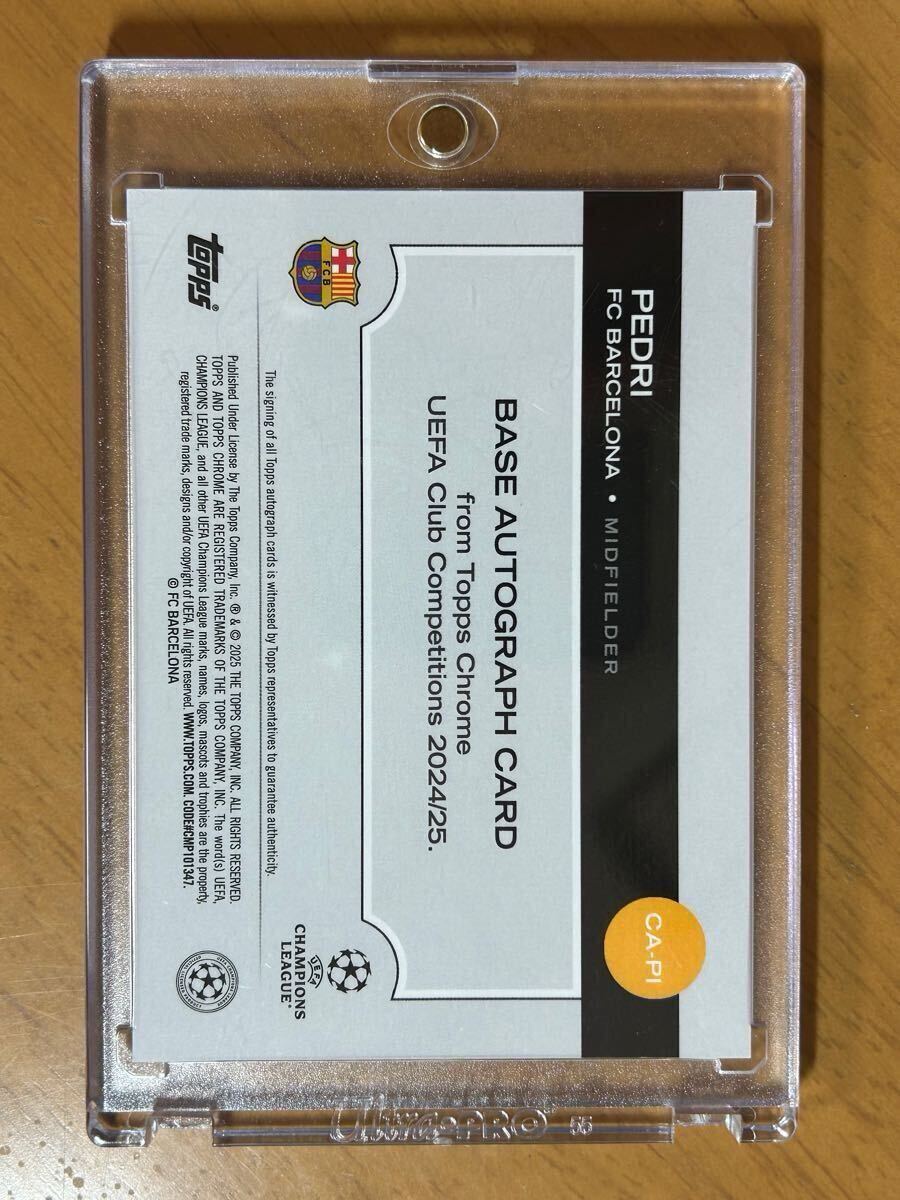 PEDRI
FC BARCELONA • MIDFIELDER
CA-PI
BASE AUTOGRAPH CARD
from Topps Chrome
UEFA Club Competitions 2024/25.
FCB
UEFA
CHAMPIONS
LEAGUE®
The signing of all Topps autograph cards is witnessed by Topps representatives to guarantee authenticity.
topps®
Published Under License by The Topps Company, Inc. ® & © 2025 THE TOPPS COMPANY, INC. ALL RIGHTS RESERVED.
TOPPS AND TOPPS CHROME ARE REGISTERED TRADEMARKS OF THE TOPPS COMPANY, INC. The word(s) UEFA,
CHAMPIONS LEAGUE, and all other UEFA Champions League marks, names, logos, mascots and trophies are the property,
registered trade marks, designs and/or copyright of UEFA. All rights reserved. WWW.TOPPS.COM. CODE#CMP101347.
© FC BARCELONA
Ultra•PRO
55